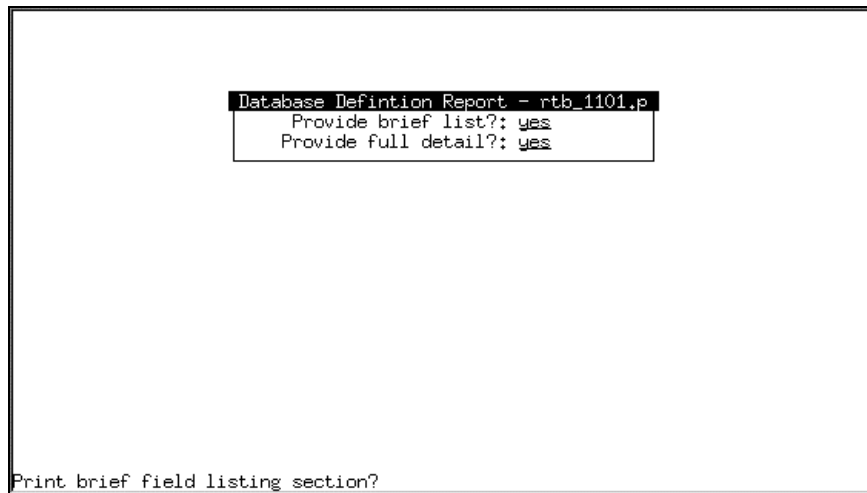 Database Defintion Report - rtb_1101.p
Provide brief list?: yes
Provide full detail?: yes
Print brief field listing section?